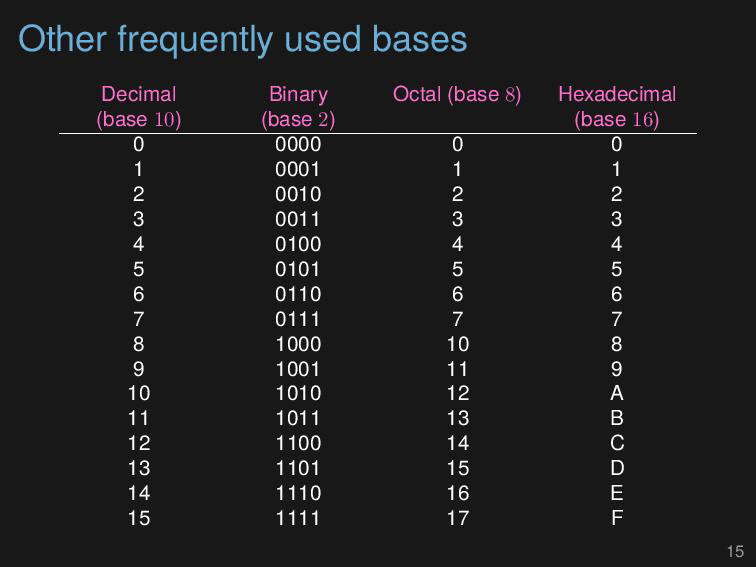 Other frequently used bases
Decimal Binary Octal (base 8) Hexadecimal
(base 10) (base 2) (base 16)
0 0000 0 0
1 0001 1 1
2 0010 2 2
3 0011 3 3
4 0100 4 4
5 0101 5 5
6 0110 6 6
7 0111 7 7
8 1000 10 8
9 1001 11 9
10 1010 12 A
11 1011 13 B
12 1100 14 C
13 1101 15 D
14 1110 16 E
15 1111 17 F
15